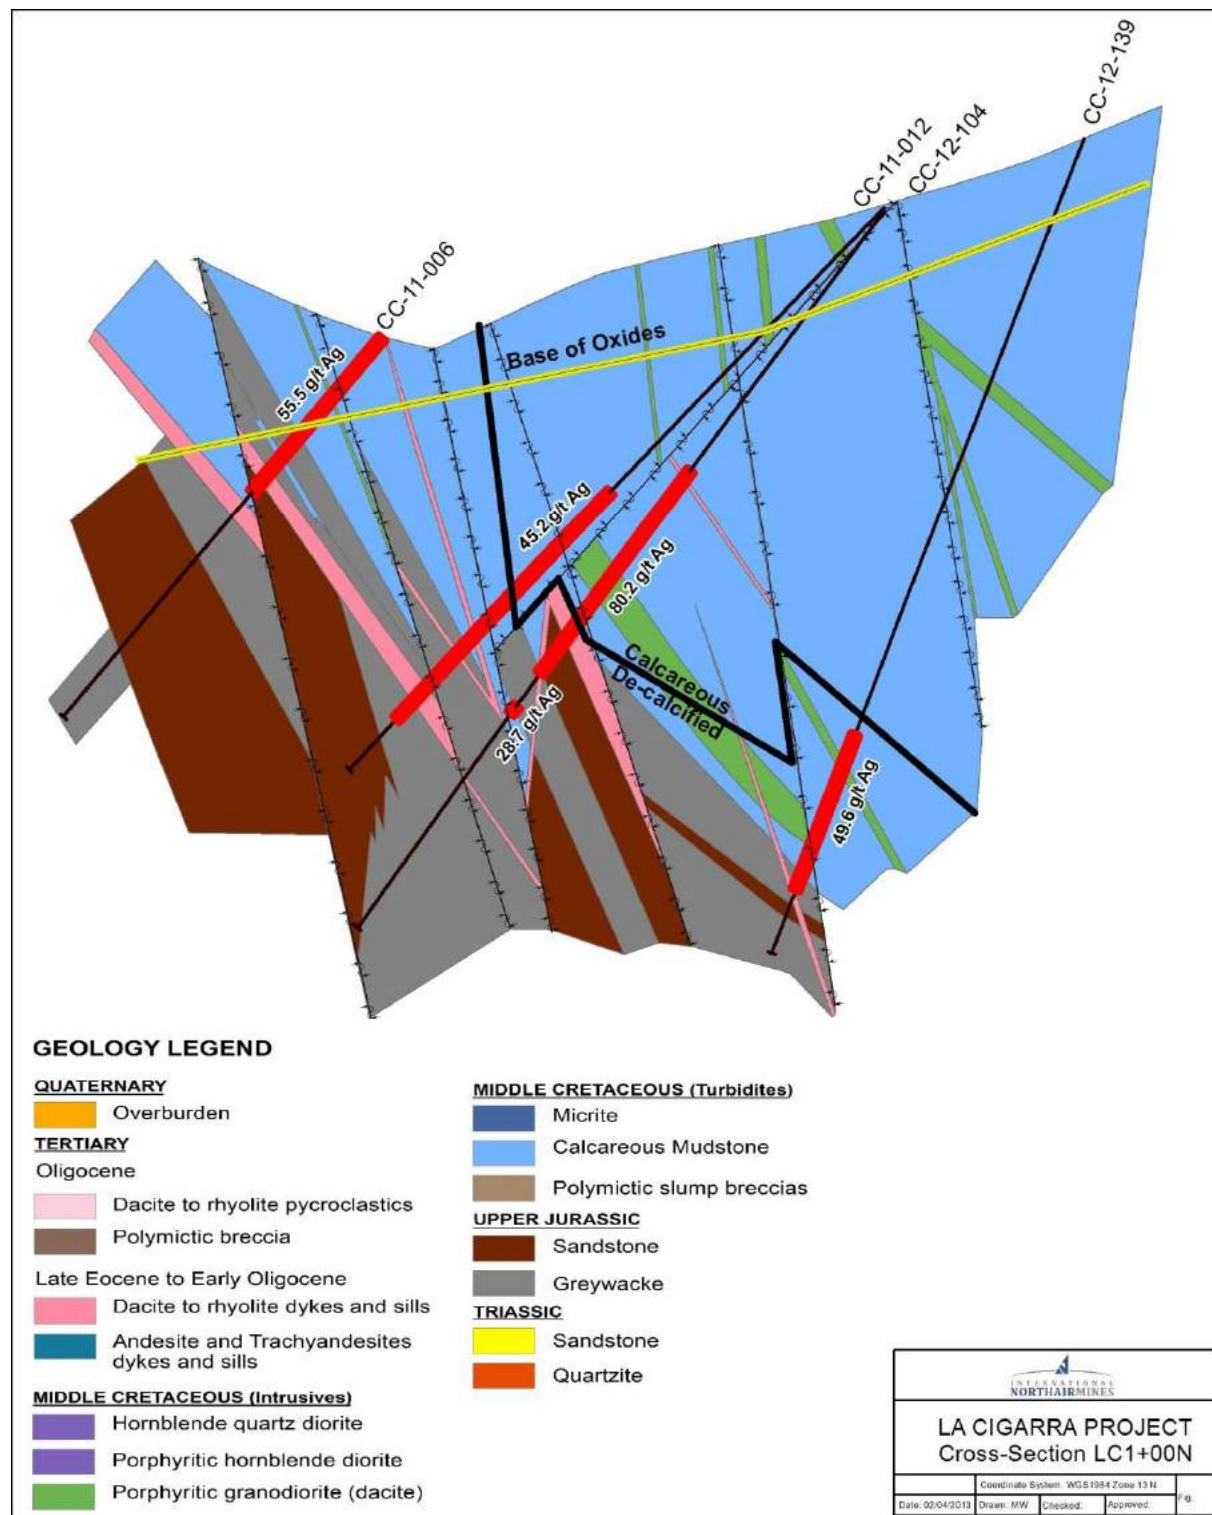 CC-12-139
CC-11-012
CC-12-104
CC-11-006
55.5 g/t Ag
Base of Oxides
45.2 g/t Ag
80.2 g/t Ag
Calcareous
De-calcified
28.7 g/t Ag
49.6 g/t Ag
GEOLOGY LEGEND
QUATERNARY
Overburden
TERTIARY
Oligocene
Dacite to rhyolite pycroclastics
Polymictic breccia
Late Eocene to Early Oligocene
Dacite to rhyolite dykes and sills
Andesite and Trachyandesites
dykes and sills
MIDDLE CRETACEOUS (Intrusives)
Hornblende quartz diorite
Porphyritic hornblende diorite
Porphyritic granodiorite (dacite)
MIDDLE CRETACEOUS (Turbidites)
Micrite
Calcareous Mudstone
Polymictic slump breccias
UPPER JURASSIC
Sandstone
Greywacke
TRIASSIC
Sandstone
Quartzite
INTERNATIONAL
NORTHAIRMINES
LA CIGARRA PROJECT
Cross-Section LC1+00N
Coordinate System: WGS1984 Zone 13 N
Date: 02/04/2013 Drawn: MW Checked: Approved: Fig: